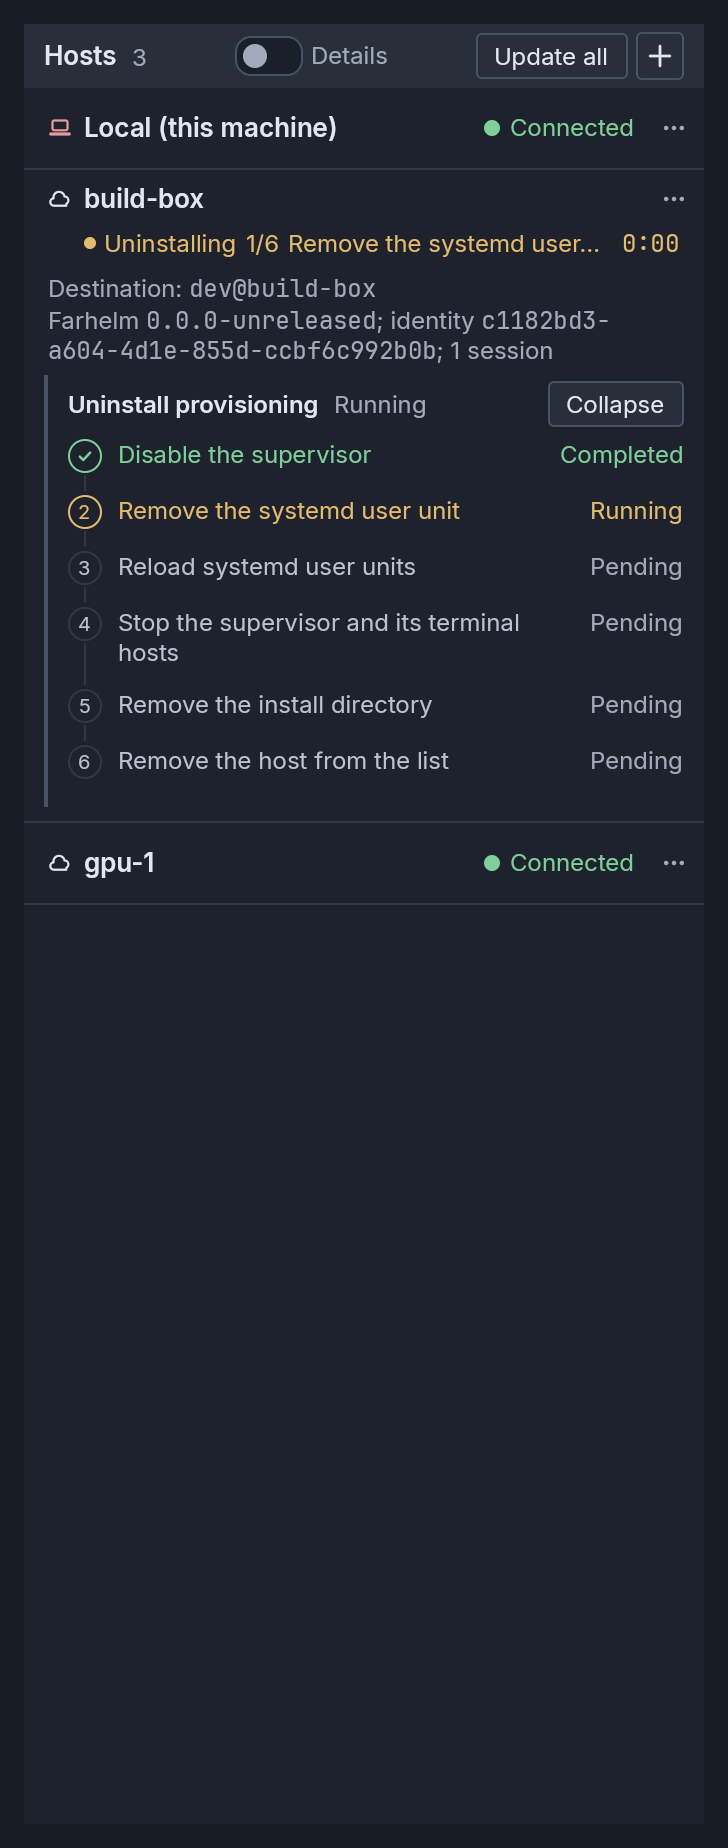 Hosts 3 Details Update all
Local (this machine) Connected
build-box
Uninstalling 1/6 Remove the systemd user... 0:00
Destination: dev@build-box
Farhelm 0.0.0-unreleased; identity c1182bd3-
a604-4d1e-855d-ccbf6c992b0b; 1 session
Uninstall provisioning Running Collapse
Disable the supervisor Completed
2 Remove the systemd user unit Running
3 Reload systemd user units Pending
4 Stop the supervisor and its terminal Pending
hosts
5 Remove the install directory Pending
6 Remove the host from the list Pending
gpu-1 Connected